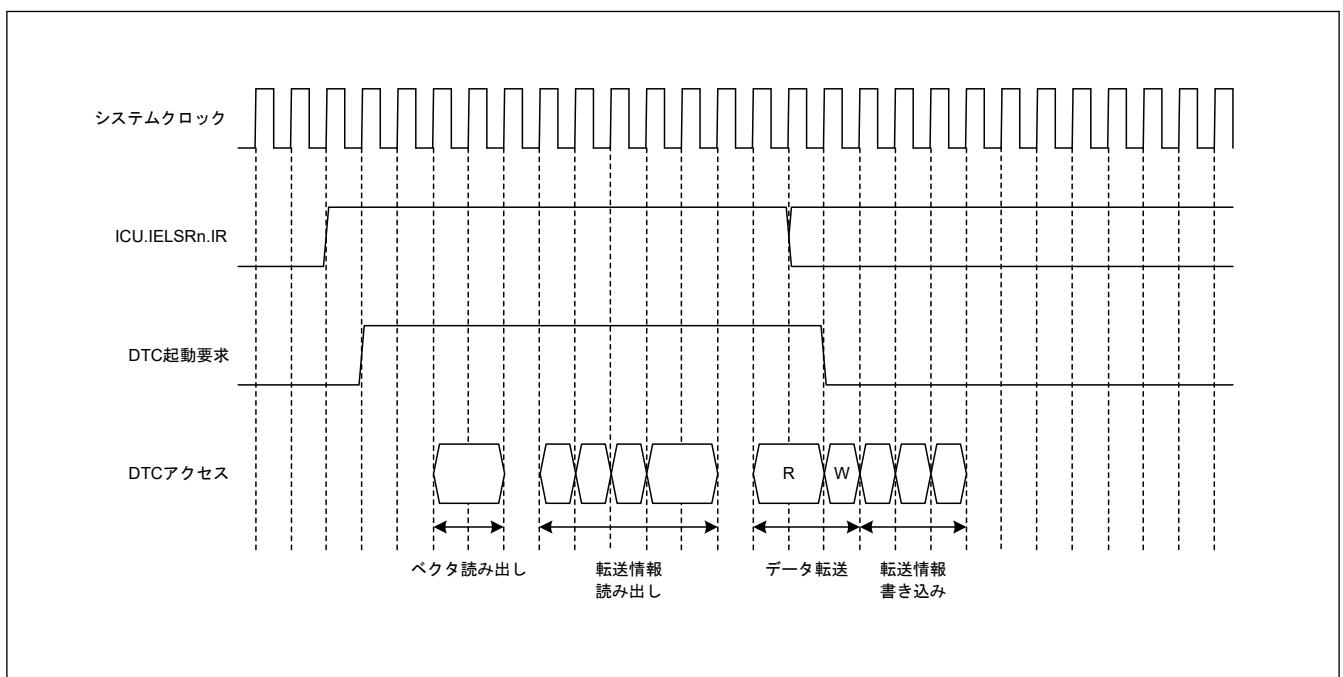 システムクロック
ICU.IELSRn.IR
DTC起動要求
DTCアクセス
R
W
ベクタ読み出し
転送情報
読み出し
データ転送
転送情報
書き込み